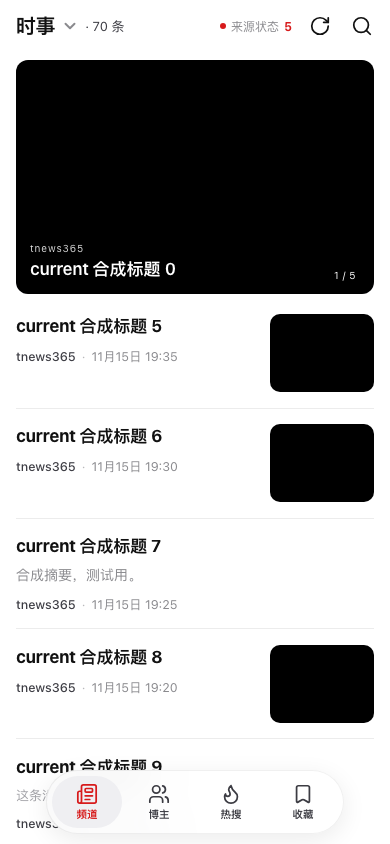 时事 · 70 条 来源状态 5
tnews365
current 合成标题 0
1 / 5
current 合成标题 5
tnews365 · 11月15日 19:35
current 合成标题 6
tnews365 · 11月15日 19:30
current 合成标题 7
合成摘要，测试用。
tnews365 · 11月15日 19:25
current 合成标题 8
tnews365 · 11月15日 19:20
current 合成标题 9
这条
tnews
频道 博主 热搜 收藏